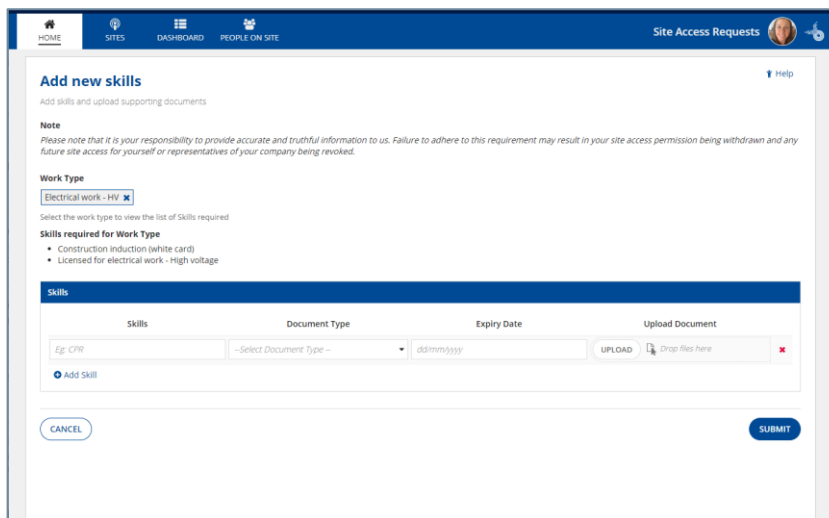 HOME
SITES
DASHBOARD
PEOPLE ON SITE
Site Access Requests
Add new skills
Help
Add skills and upload supporting documents
Note
Please note that it is your responsibility to provide accurate and truthful information to us. Failure to adhere to this requirement may result in your site access permission being withdrawn and any
future site access for yourself or representatives of your company being revoked.
Work Type
Electrical work - HV
Select the work type to view the list of Skills required
Skills required for Work Type
Construction induction (white card)
Licensed for electrical work - High voltage
Skills
Skills Document Type Expiry Date Upload Document
Eg: CPR --Select Document Type -- dd/mm/yyyy UPLOAD Drop files here
Add Skill
CANCEL
SUBMIT